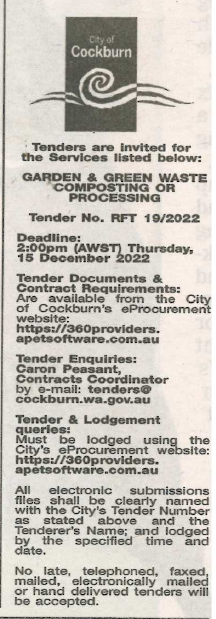 City of
Cockburn
Tenders are invited for
the Services listed below:
GARDEN & GREEN WASTE
COMPOSTING OR
PROCESSING
Tender No. RFT 19/2022
Deadline:
2:00pm (AWST) Thursday,
15 December 2022
Tender Documents &
Contract Requirements:
Are available from the City
of Cockburn's eProcurement
website:
https://360providers.
apetsoftware.com.au
Tender Enquiries:
Caron Peasant,
Contracts Coordinator
by e-mail: tenders@
cockburn.wa.gov.au
Tender & Lodgement
queries:
Must be lodged using the
City's eProcurement website:
https://360providers.
apetsoftware.com.au
All electronic submissions
files shall be clearly named
with the City's Tender Number
as stated above and the
Tenderer's Name; and lodged
by the specified time and
date.
No late, telephoned, faxed,
mailed, electronically mailed
or hand delivered tenders will
be accepted.